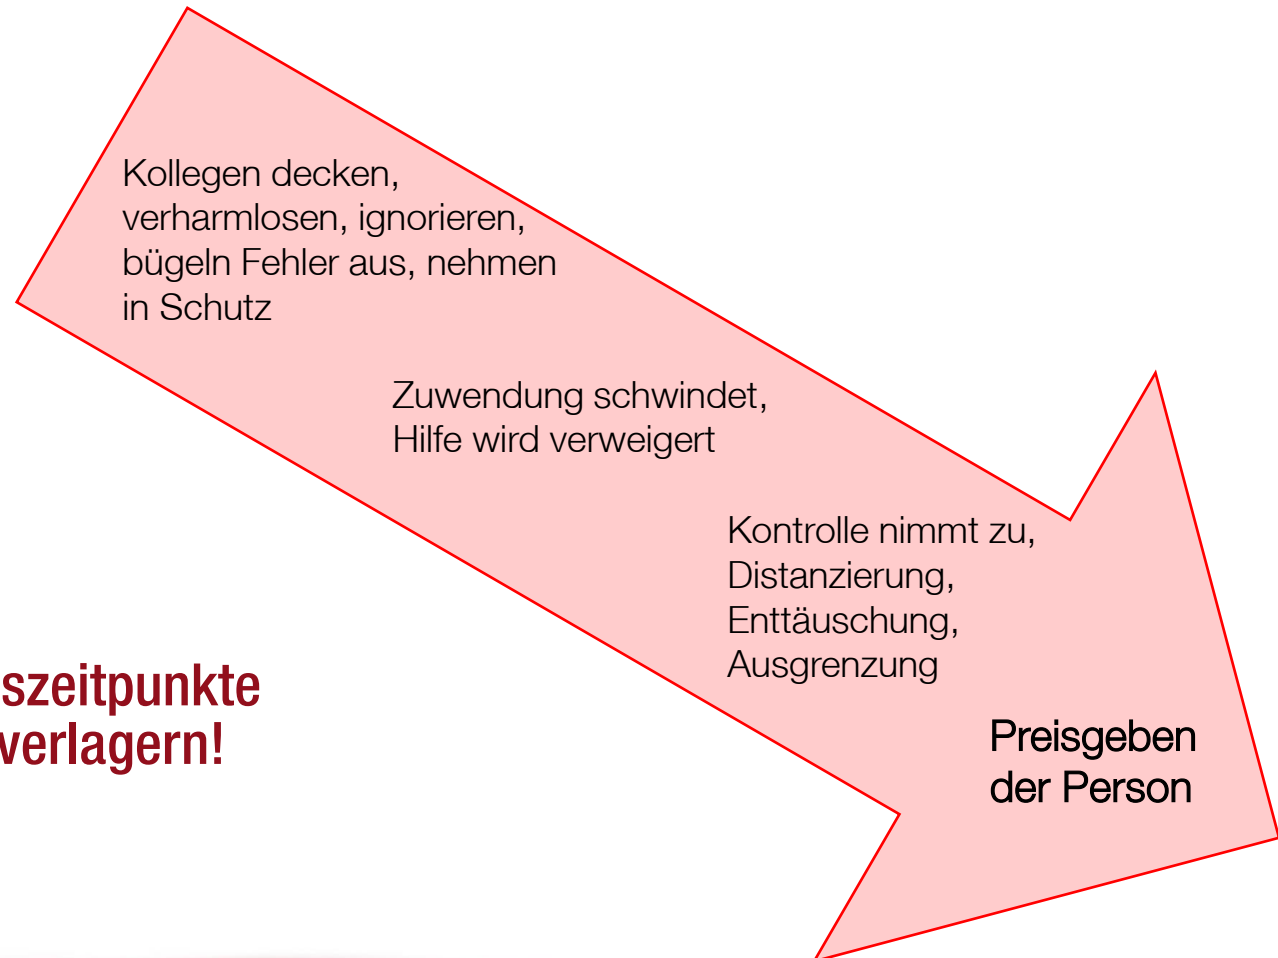 Kollegen decken,
verharmlosen, ignorieren,
bügeln Fehler aus, nehmen
in Schutz
Zuwendung schwindet,
Hilfe wird verweigert
Kontrolle nimmt zu,
Distanzierung,
Enttäuschung,
Ausgrenzung
szeitpunkte
verlagern!
Preisgeben
der Person